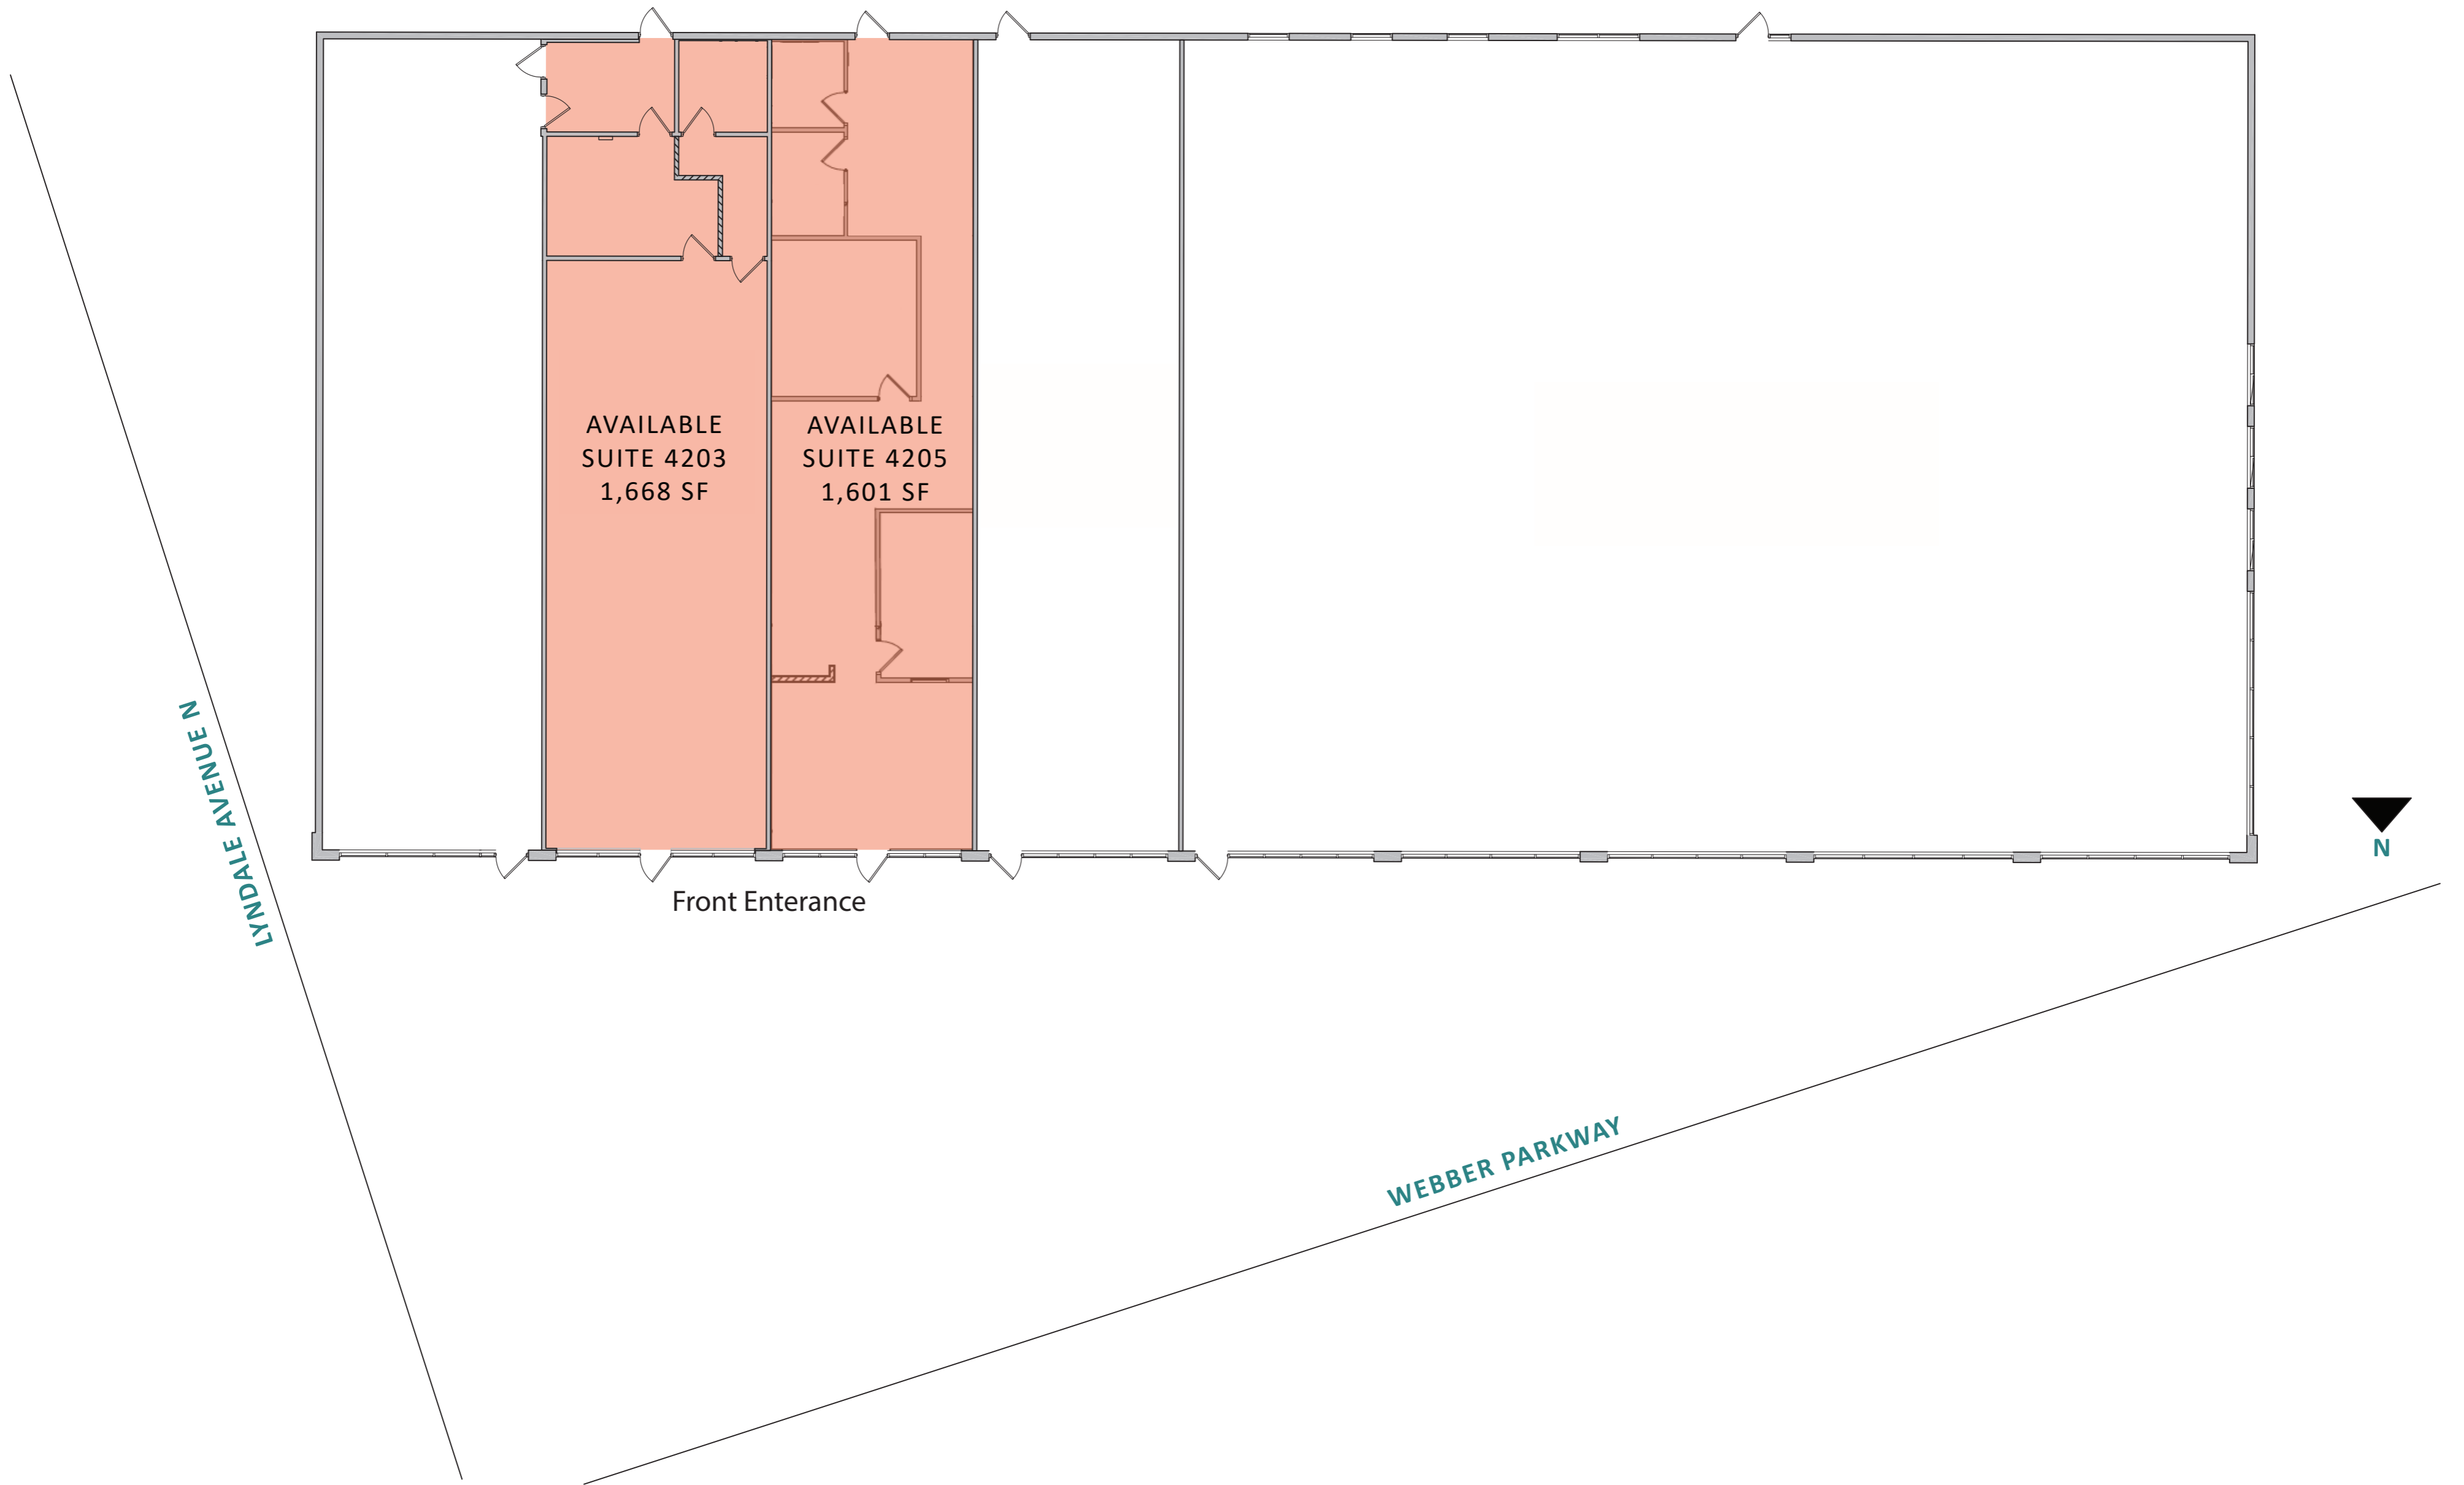 AVAILABLE
SUITE 4203
1,668 SF
AVAILABLE
SUITE 4205
1,601 SF
LYNDALE AVENUE N
N
Front Enterance
WEBBER PARKWAY